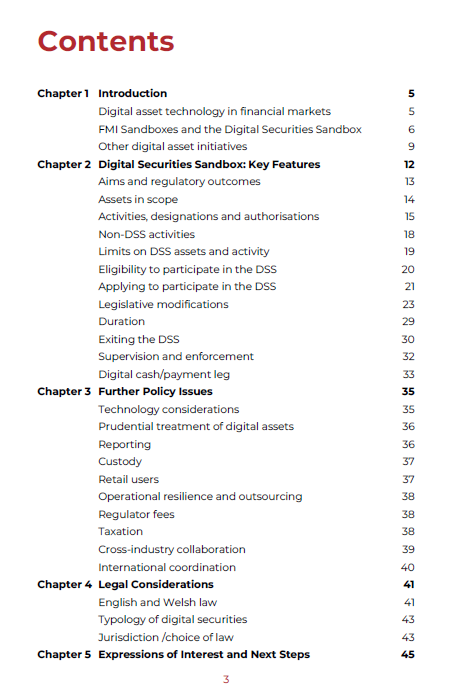 Contents
Chapter 1 Introduction 5
Digital asset technology in financial markets 5
FMI Sandboxes and the Digital Securities Sandbox 6
Other digital asset initiatives 9
Chapter 2 Digital Securities Sandbox: Key Features 12
Aims and regulatory outcomes 13
Assets in scope 14
Activities, designations and authorisations 15
Non-DSS activities 18
Limits on DSS assets and activity 19
Eligibility to participate in the DSS 20
Applying to participate in the DSS 21
Legislative modifications 23
Duration 29
Exiting the DSS 30
Supervision and enforcement 32
Digital cash/payment leg 33
Chapter 3 Further Policy Issues 35
Technology considerations 35
Prudential treatment of digital assets 36
Reporting 36
Custody 37
Retail users 37
Operational resilience and outsourcing 38
Regulator fees 38
Taxation 38
Cross-industry collaboration 39
International coordination 40
Chapter 4 Legal Considerations 41
English and Welsh law 41
Typology of digital securities 43
Jurisdiction /choice of law 43
Chapter 5 Expressions of Interest and Next Steps 45
3